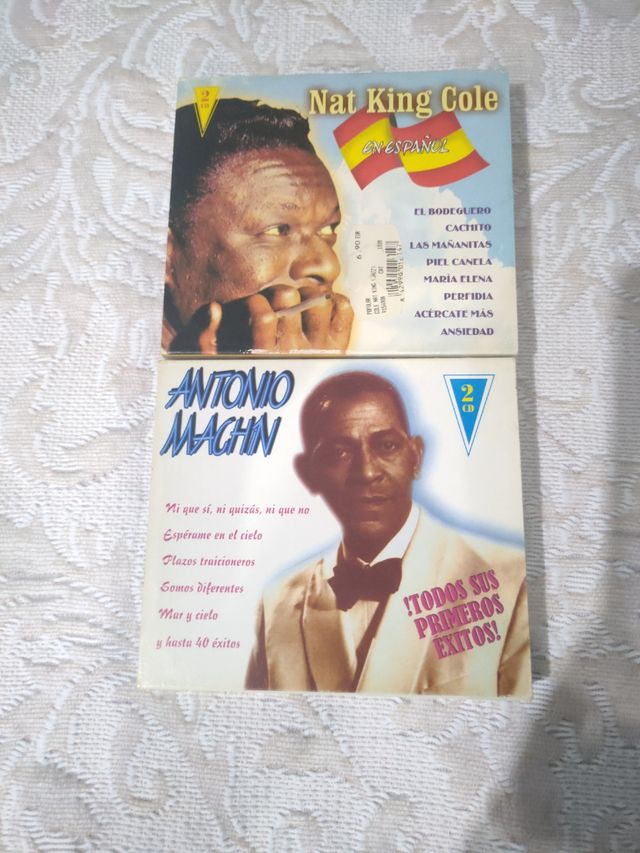 2
CD
Nat King Cole
EN ESPAÑOL
EL BODEGUERO
CACHITO
LAS MAÑANITAS
PIEL CANELA
MARÍA ELENA
PERFIDIA
ACÉRCATE MÁS
ANSIEDAD
ANTONIO
MACHIN
2
CD
Ni que sí, ni quizás, ni que no
Espérame en el cielo
Plazos traicioneros
Somos diferentes
Mar y cielo
y hasta 40 éxitos
!TODOS SUS
PRIMEROS
ÉXITOS!